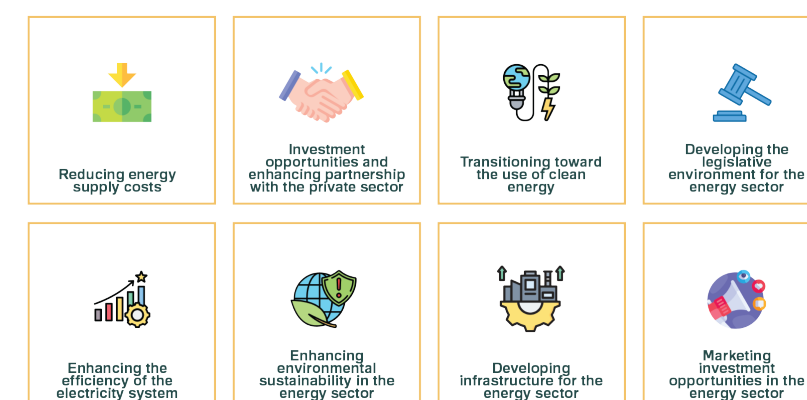 Reducing energy
supply costs
Investment
opportunities and
enhancing partnership
with the private sector
Transitioning toward
the use of clean
energy
Developing the
legislative
environment for the
energy sector
Enhancing the
efficiency of the
electricity system
Enhancing
environmental
sustainability in the
energy sector
Developing
infrastructure for the
energy sector
Marketing
investment
opportunities in the
energy sector